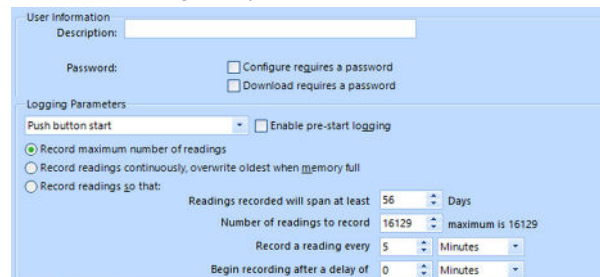 User Information
Description:
Password:
Configure requires a password
Download requires a password
Logging Parameters
Push button start
Enable pre-start logging
Record maximum number of readings
Record readings continuously, overwrite oldest when memory full
Record readings so that:
Readings recorded will span at least 56 Days
Number of readings to record 16129 maximum is 16129
Record a reading every 5 Minutes
Begin recording after a delay of 0 Minutes